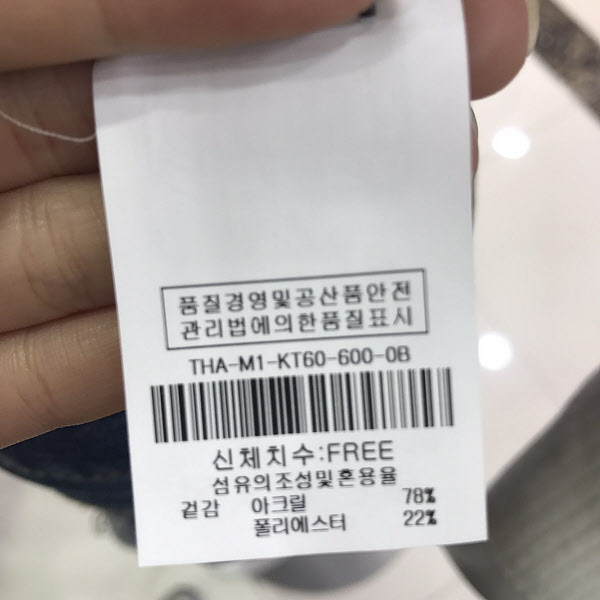 품질경영및공산품안전
관리법에의한품질표시
THA-M1-KT60-600-0B
신체치수:FREE
섬유의조성및혼용율
겉감 아크릴 78%
폴리에스터 22%